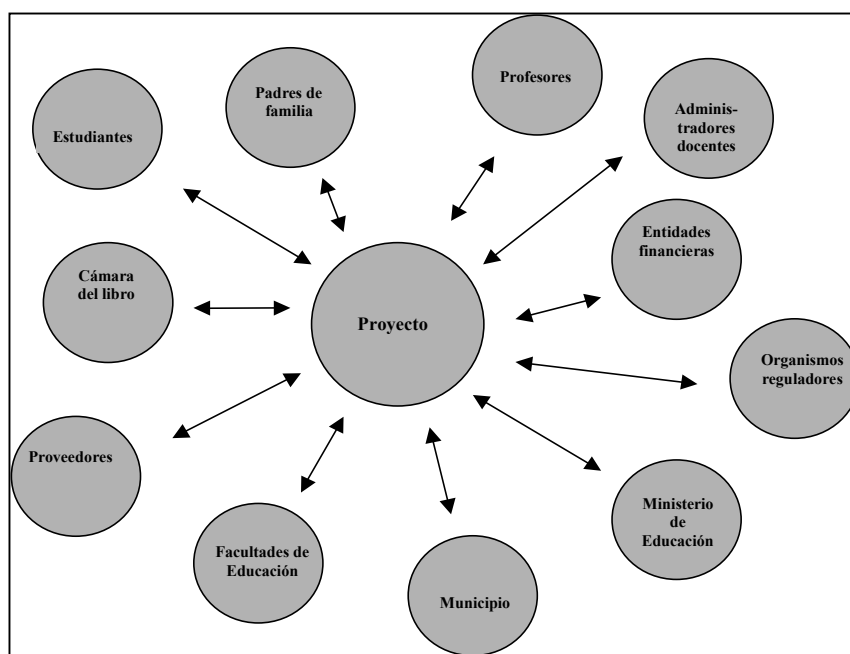 Profesores
Padres de
familia
Adminis-
tradores
docentes
Estudiantes
Entidades
financieras
Cámara
del libro
Proyecto
Organismos
reguladores
Proveedores
Ministerio
de
Educación
Facultades de
Educación
Municipio